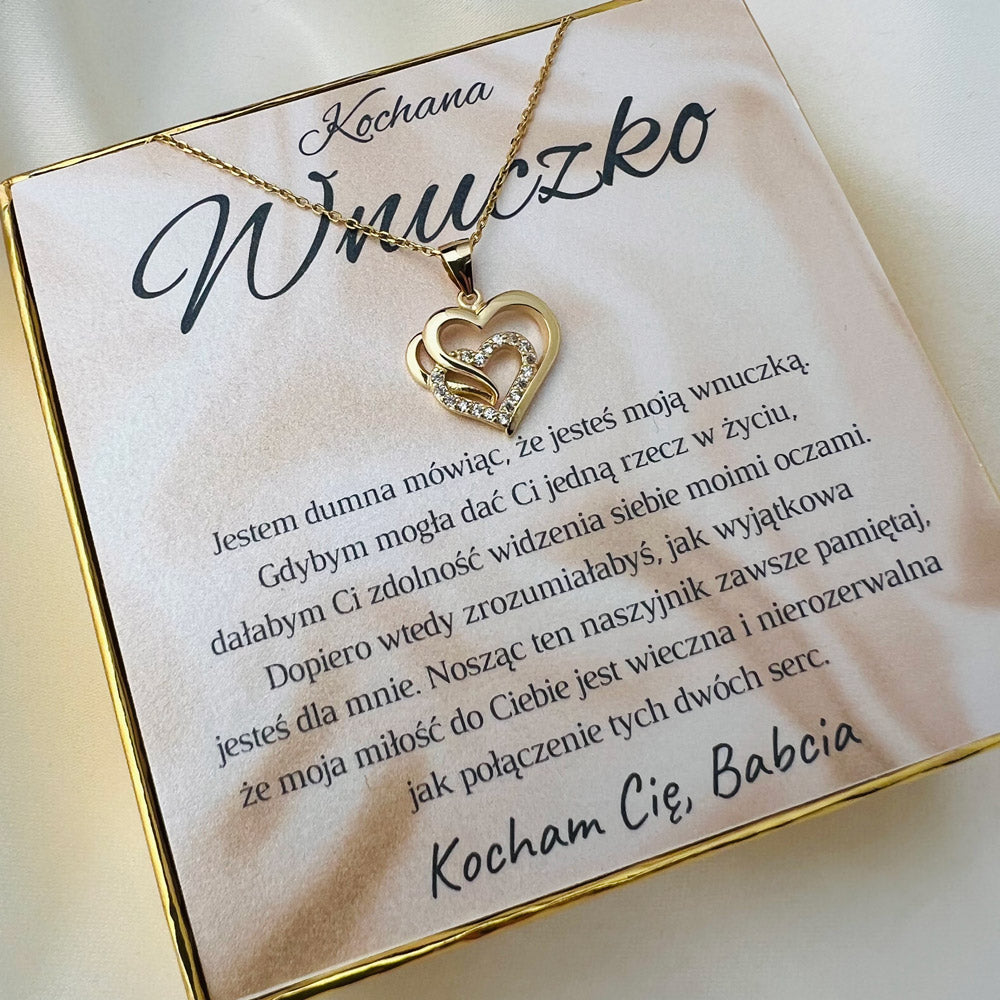 Kochana
Wnuczko
Jestem dumna mówiąc, że jesteś moją wnuczką.
Gdybym mogła dać Ci jedną rzecz w życiu,
dałabym Ci zdolność widzenia siebie moimi oczami.
Dopiero wtedy zrozumiałabyś, jak wyjątkowa
jesteś dla mnie. Nosząc ten naszyjnik zawsze pamiętaj,
że moja miłość do Ciebie jest wieczna i nierozerwalna
jak połączenie tych dwóch serc.
Kocham Cię, Babcia